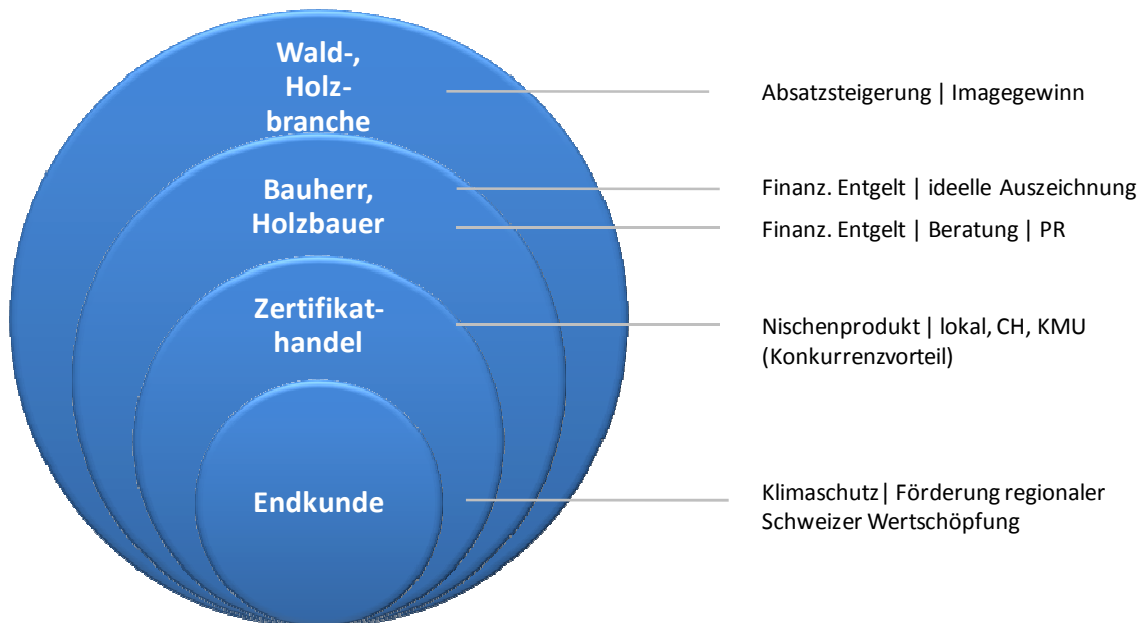 Wald-,
Holz-
branche
Absatzsteigerung | Imagegewinn
Bauherr,
Holzbauer
Finanz. Entgelt | ideelle Auszeichnung
Finanz. Entgelt | Beratung | PR
Zertifikat-
handel
Nischenprodukt | lokal, CH, KMU
(Konkurrenzvorteil)
Endkunde
Klimaschutz| Förderung regionaler
Schweizer Wertschöpfung